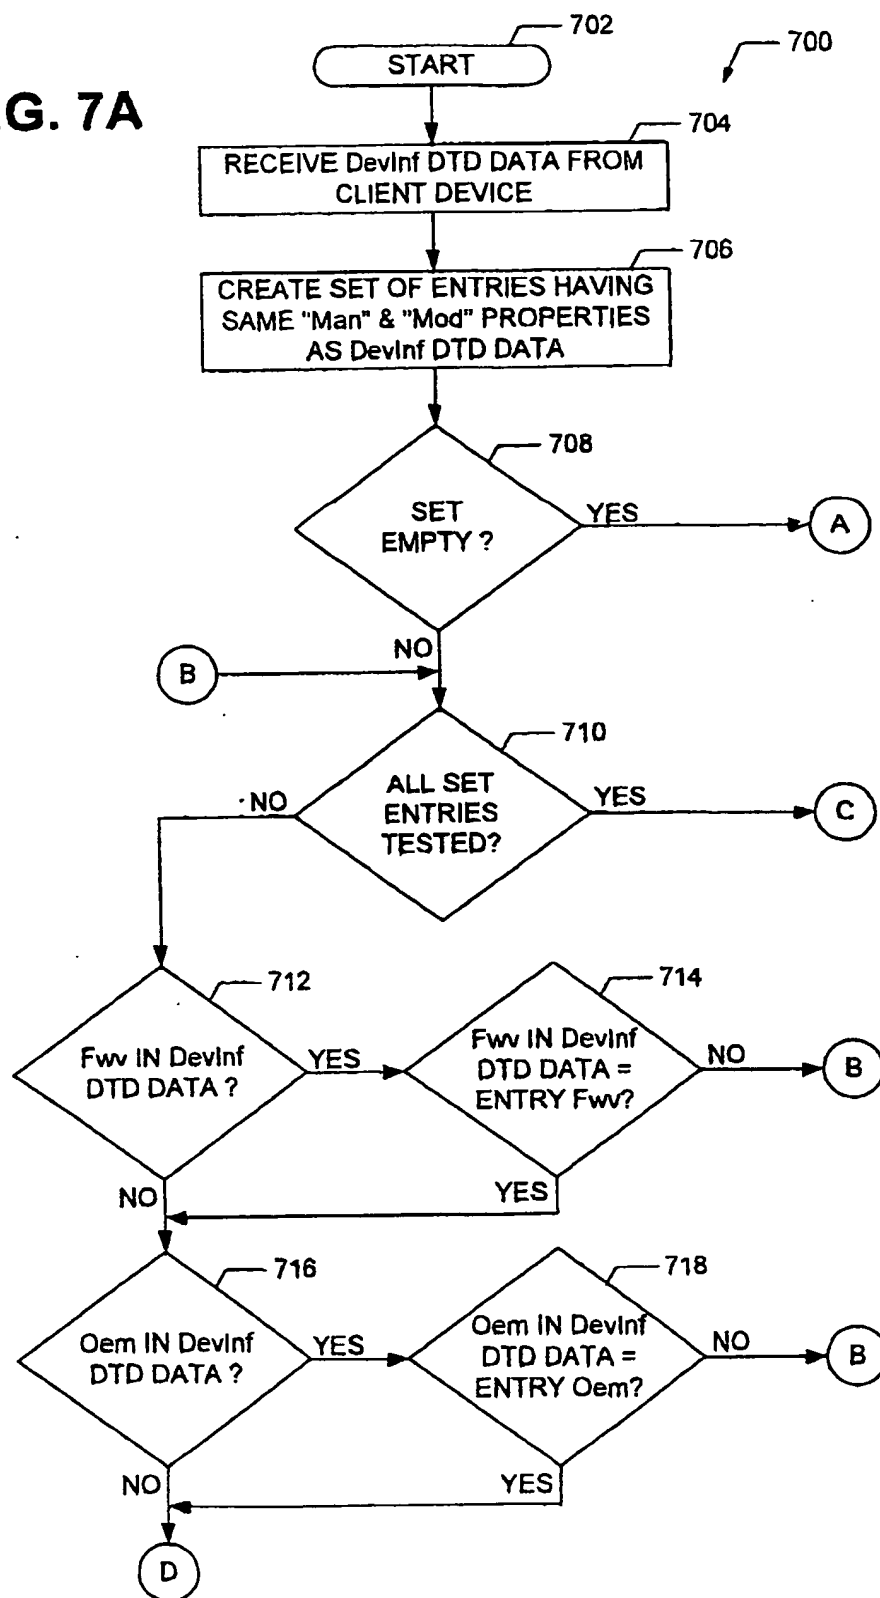 702
700
START
G. 7A
704
RECEIVE DevInf DTD DATA FROM
CLIENT DEVICE
706
CREATE SET OF ENTRIES HAVING
SAME "Man" & "Mod" PROPERTIES
AS DevInf DTD DATA
708
SET
EMPTY ?
YES
A
NO
B
710
ALL SET
ENTRIES
TESTED?
NO
YES
C
712
Fwv IN DevInf
DTD DATA ?
YES
714
Fwv IN DevInf
DTD DATA =
ENTRY Fwv?
NO
B
NO
YES
716
Oem IN DevInf
DTD DATA ?
YES
718
Oem IN DevInf
DTD DATA =
ENTRY Oem?
NO
B
NO
YES
D